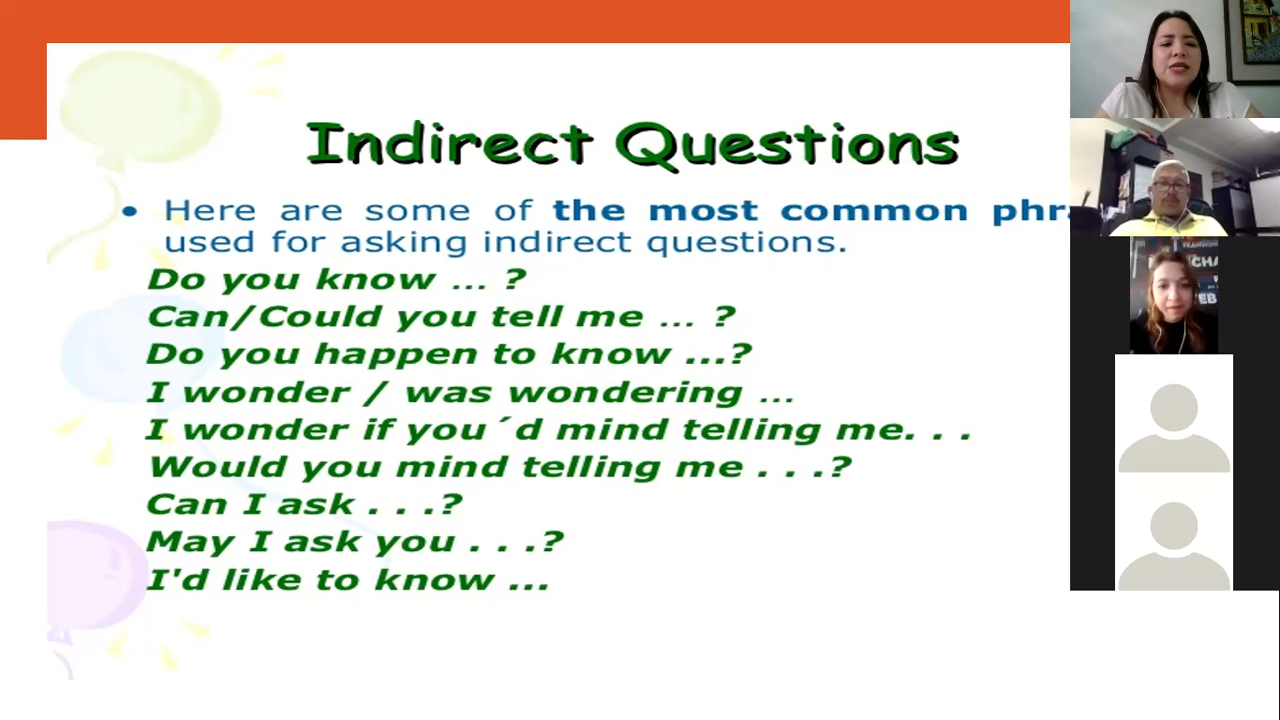 Indirect Questions
• Here are some of the most common phra
used for asking indirect questions.
Do you know ... ?
Can/Could you tell me ... ?
Do you happen to know ...?
I wonder / was wondering ...
I wonder if you´d mind telling me. . .
Would you mind telling me . . .?
Can I ask . . .?
May I ask you . . .?
I'd like to know ...